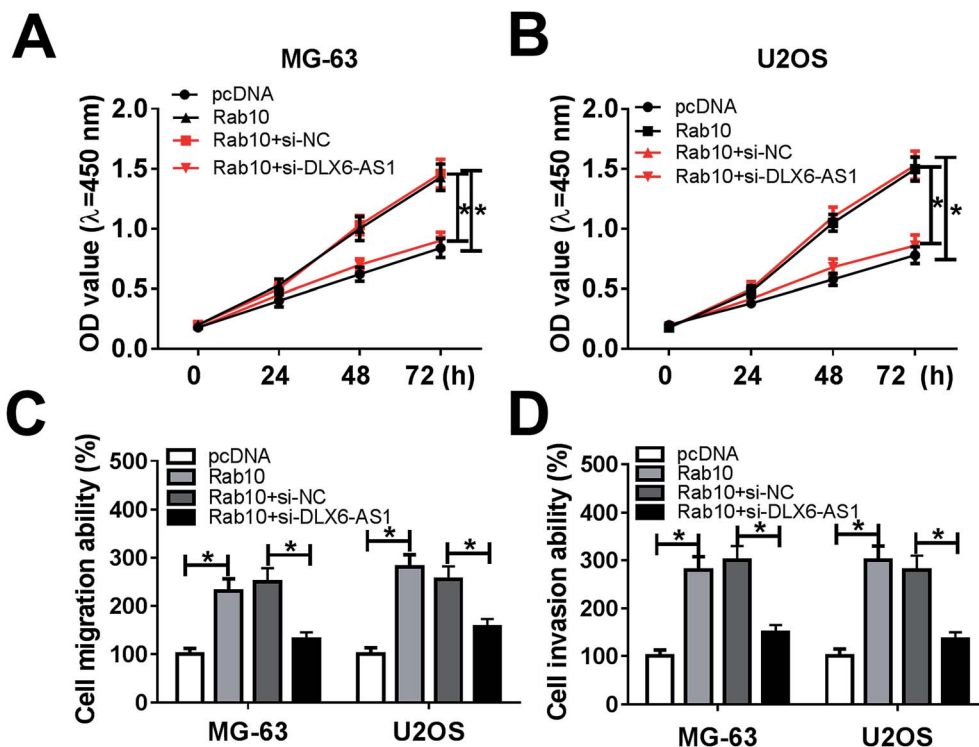 A
MG-63
pcDNA
Rab10
Rab10+si-NC
Rab10+si-DLX6-AS1
OD value (λ=450 nm)
2.0
1.5
1.0
0.5
0.0
0 24 48 72 (h)
*
*
B
U2OS
pcDNA
Rab10
Rab10+si-NC
Rab10+si-DLX6-AS1
OD value (λ=450 nm)
2.0
1.5
1.0
0.5
0.0
0 24 48 72 (h)
*
*
C
pcDNA
Rab10
Rab10+si-NC
Rab10+si-DLX6-AS1
Cell migration ability (%)
500
400
300
200
100
0
* * * *
MG-63 U2OS
D
pcDNA
Rab10
Rab10+si-NC
Rab10+si-DLX6-AS1
Cell invasion ability (%)
500
400
300
200
100
0
* * * *
MG-63 U2OS